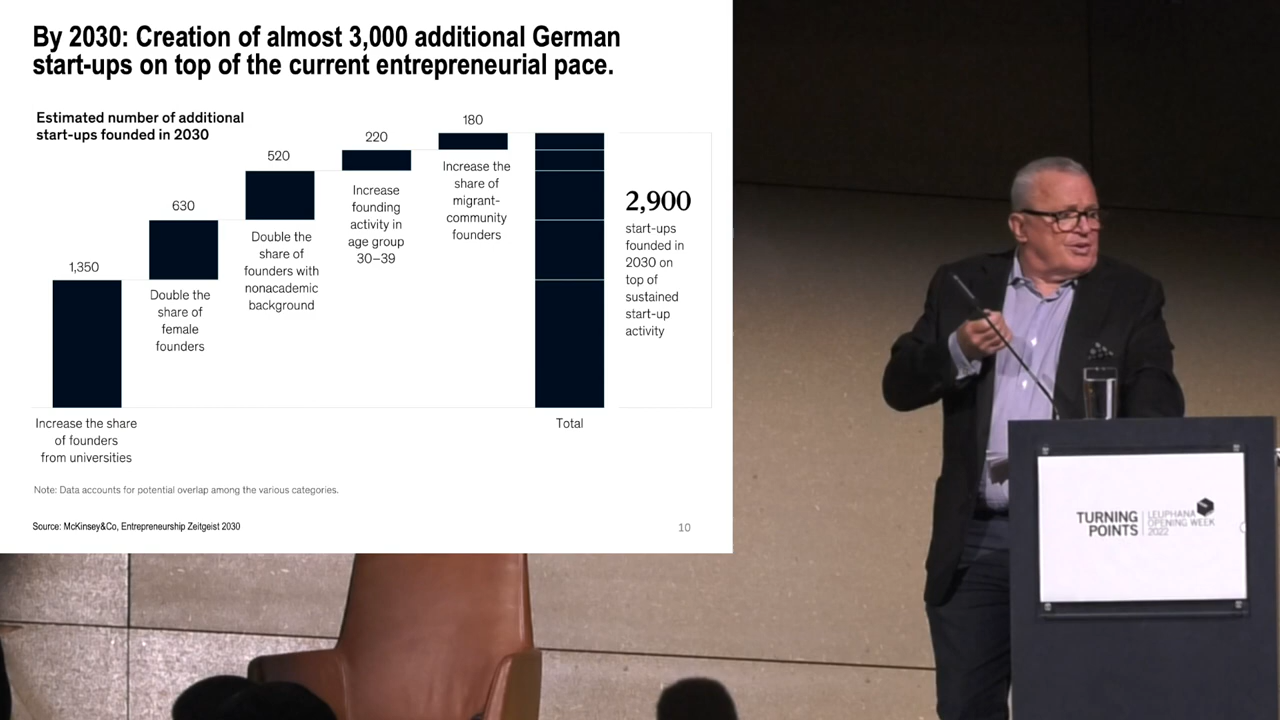 By 2030: Creation of almost 3,000 additional German
start-ups on top of the current entrepreneurial pace.
Estimated number of additional
start-ups founded in 2030
1,350
Increase the share
of founders
from universities
630
Double the
share of
female
founders
520
Double the
share of
founders with
nonacademic
background
220
Increase
founding
activity in
age group
30–39
180
Increase the
share of
migrant-
community
founders
Total
2,900
start-ups
founded in
2030 on
top of
sustained
start-up
activity
Note: Data accounts for potential overlap among the various categories.
Source: McKinsey&Co, Entrepreneurship Zeitgeist 2030
10
TURNING
POINTS
LEUPHANA
OPENING WEEK
2022